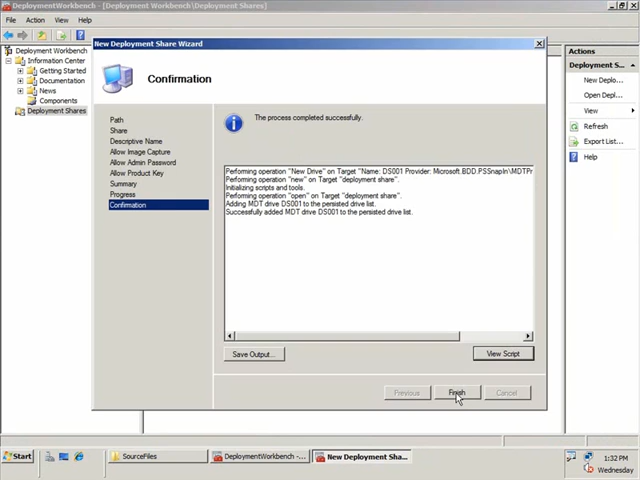 DeploymentWorkbench - [Deployment Workbench\Deployment Shares]
File Action View Help
Deployment Workbench
Information Center
Getting Started
Documentation
News
Components
Deployment Shares
New Deployment Share Wizard
Confirmation
Path
Share
Descriptive Name
Allow Image Capture
Allow Admin Password
Allow Product Key
Summary
Progress
Confirmation
The process completed successfully.
Performing operation "New Drive" on Target "Name: DS001 Provider: Microsoft.BDD.PSSnapIn\MDTPr
Performing operation "new" on Target "deployment share".
Initializing scripts and tools.
Performing operation "open" on Target "deployment share".
Adding MDT drive DS001 to the persisted drive list.
Successfully added MDT drive DS001 to the persisted drive list.
Save Output...
View Script
Previous
Finish
Cancel
Actions
Deployment S...
New Deplo...
Open Depl...
View
Refresh
Export List...
Help
Start
SourceFiles
DeploymentWorkbench -...
New Deployment Sha...
1:32 PM
Wednesday